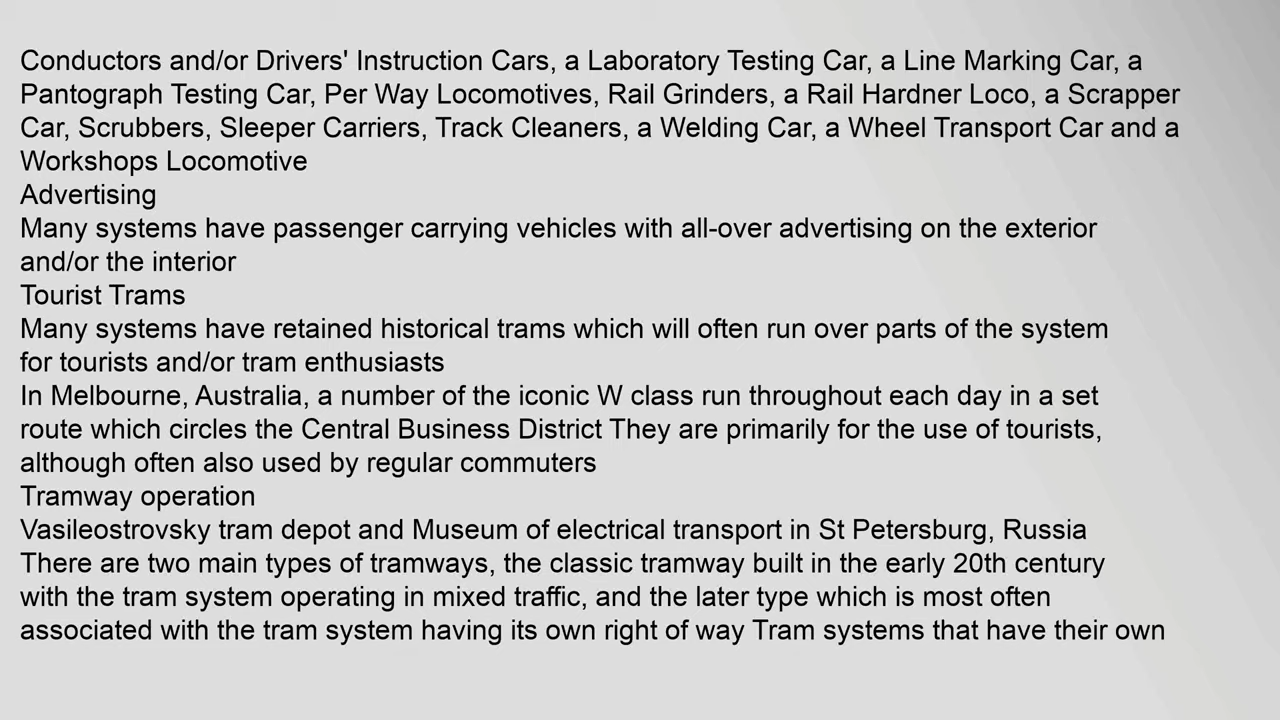 Conductors and/or Drivers' Instruction Cars, a Laboratory Testing Car, a Line Marking Car, a
Pantograph Testing Car, Per Way Locomotives, Rail Grinders, a Rail Hardner Loco, a Scrapper
Car, Scrubbers, Sleeper Carriers, Track Cleaners, a Welding Car, a Wheel Transport Car and a
Workshops Locomotive
Advertising
Many systems have passenger carrying vehicles with all-over advertising on the exterior
and/or the interior
Tourist Trams
Many systems have retained historical trams which will often run over parts of the system
for tourists and/or tram enthusiasts
In Melbourne, Australia, a number of the iconic W class run throughout each day in a set
route which circles the Central Business District They are primarily for the use of tourists,
although often also used by regular commuters
Tramway operation
Vasileostrovsky tram depot and Museum of electrical transport in St Petersburg, Russia
There are two main types of tramways, the classic tramway built in the early 20th century
with the tram system operating in mixed traffic, and the later type which is most often
associated with the tram system having its own right of way Tram systems that have their own